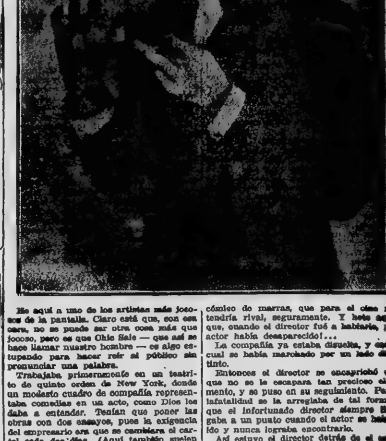 He aquí a uno de los artistas más joco-
sos de la pantalla. Claro está que, con esa
cara, no se puede ser otra cosa más que
jocoso, pero es que Chic Sale — que así se
hace llamar nuestro hombre — es algo es-
tupendo para hacer reír al público sin
pronunciar una palabra.
Trabajaba primeramente en un teatri-
to de quinto orden de New York, donde
un modesto cuadro de compañía represen-
taba comedias en un acto, como Dios les
daba a entender. Tenían que poner las
obras con dos ensayos, pues la exigencia
del empresario era que se cambiara el car-
(Aquí también suelen
cómico de marras, que para el cine
tendría rival, seguramente. Y hete
que, cuando el director fué a hablarle,
actor había desaparecido!...
La compañía ya estaba disuelta, y
cual se había marchado por un lado
tinto.
Entonces el director se encaprichó
que no se le escapara tan precioso
mento, y se puso en su seguimiento.
infatalidad se la arreglaba de tal
que el infortunado director siempre
gaba a un punto cuando el actor se
ido y nunca lograba encontrarlo.
Así estuvo el director detrás de